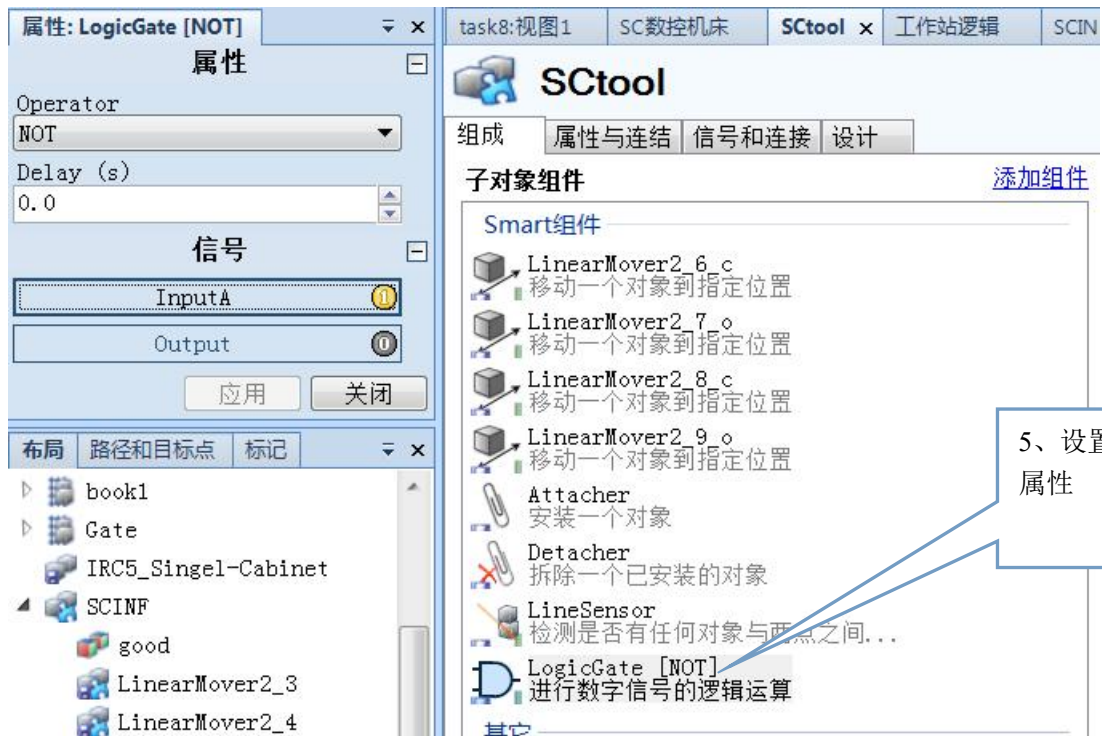 属性: LogicGate [NOT]
属性
Operator
NOT
Delay (s)
0.0
信号
InputA 1
Output 0
应用 关闭
布局 路径和目标点 标记
book1
Gate
IRC5_Singel-Cabinet
SCINF
good
LinearMover2_3
LinearMover2_4
task8:视图1 SC数控机床 SCtool 工作站逻辑 SCIN
SCtool
组成 属性与连结 信号和连接 设计
子对象组件 添加组件
Smart组件
LinearMover2_6_c
移动一个对象到指定位置
LinearMover2_7_o
移动一个对象到指定位置
LinearMover2_8_c
移动一个对象到指定位置
LinearMover2_9_o
移动一个对象到指定位置
Attacher
安装一个对象
Detacher
拆除一个已安装的对象
LineSensor
检测是否有任何对象与两点之间...
LogicGate [NOT]
进行数字信号的逻辑运算
其它
5、设置
属性